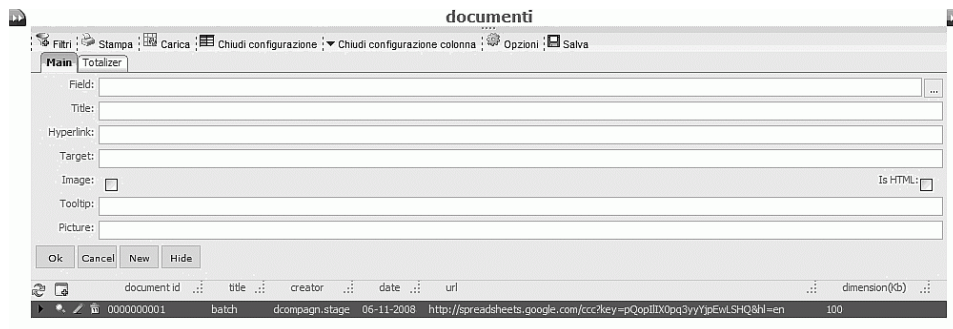 documenti
Filtri Stampa Carica Chiudi configurazione Chiudi configurazione colonna Opzioni Salva
Main Totalizer
Field: ...
Title:
Hyperlink:
Target:
Image: Is HTML:
Tooltip:
Picture:
Ok Cancel New Hide
document id title creator date url dimension(Kb)
0000000001 batch dcompagn.stage 06-11-2008 http://spreadsheets.google.com/ccc?key=pQopIlIX0pq3yyYjpEwLSHQ&hl=en 100